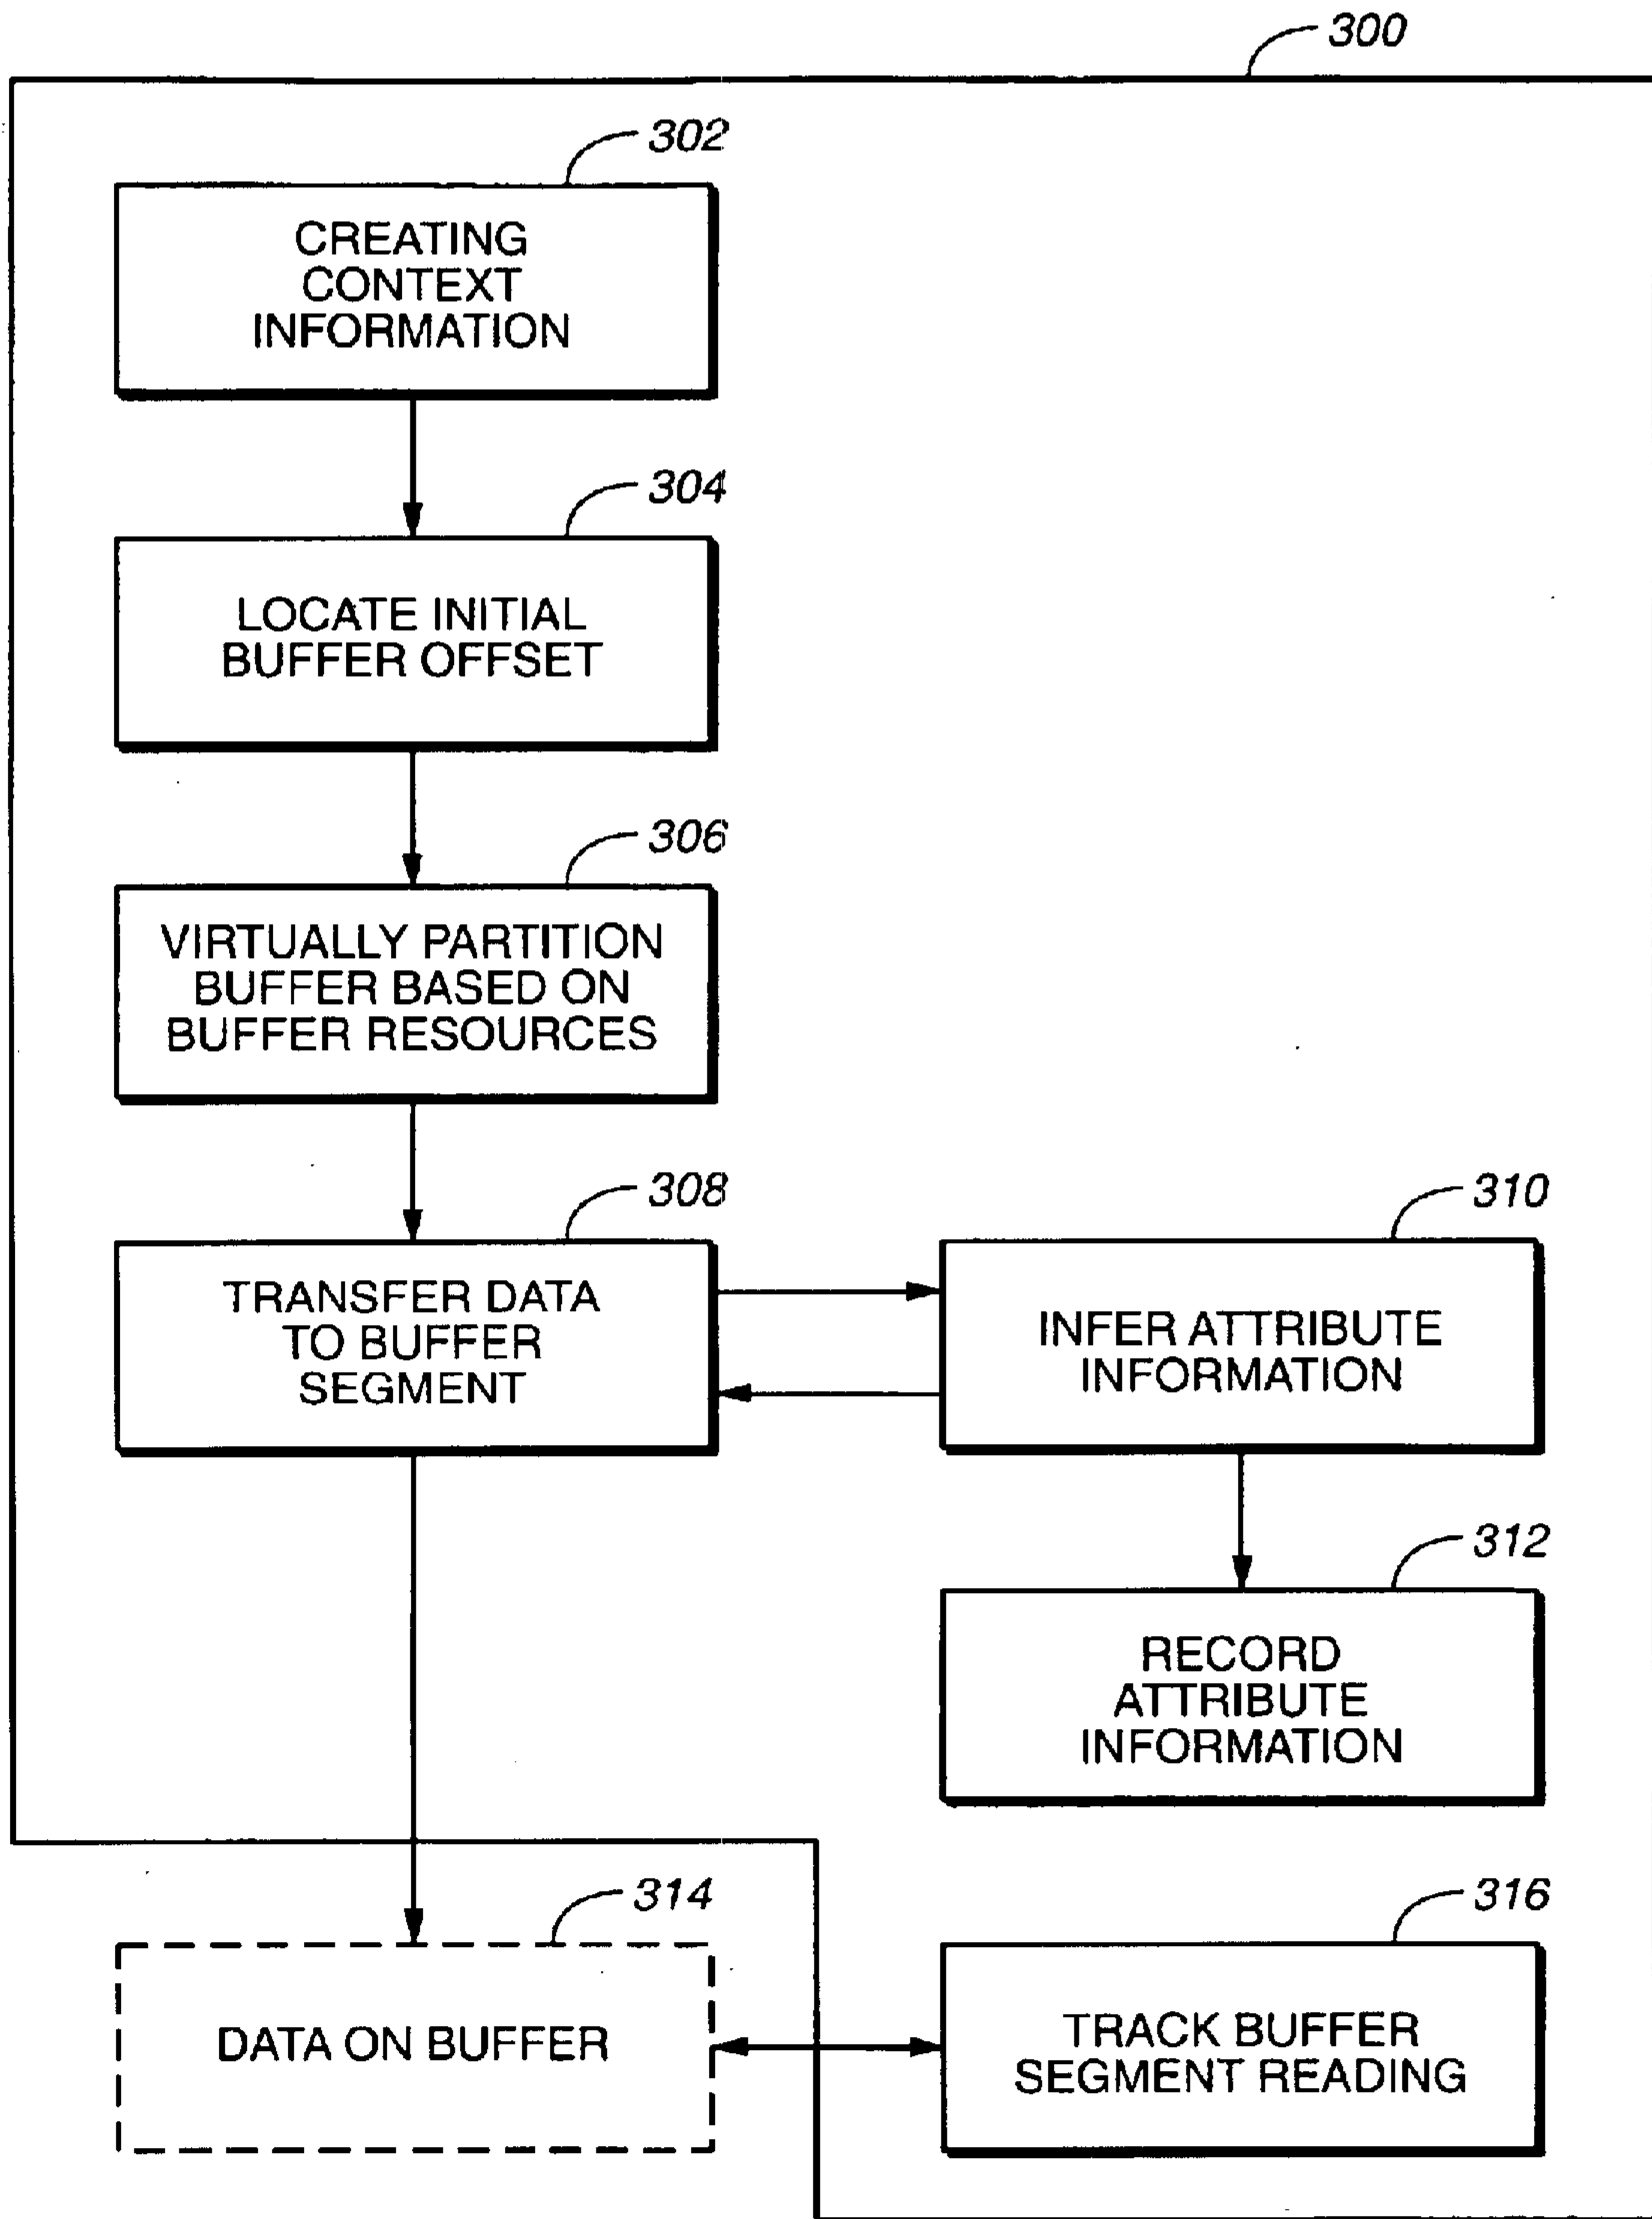 300
302
CREATING
CONTEXT
INFORMATION
304
LOCATE INITIAL
BUFFER OFFSET
306
VIRTUALLY PARTITION
BUFFER BASED ON
BUFFER RESOURCES
308
TRANSFER DATA
TO BUFFER
SEGMENT
310
INFER ATTRIBUTE
INFORMATION
312
RECORD
ATTRIBUTE
INFORMATION
314
DATA ON BUFFER
316
TRACK BUFFER
SEGMENT READING